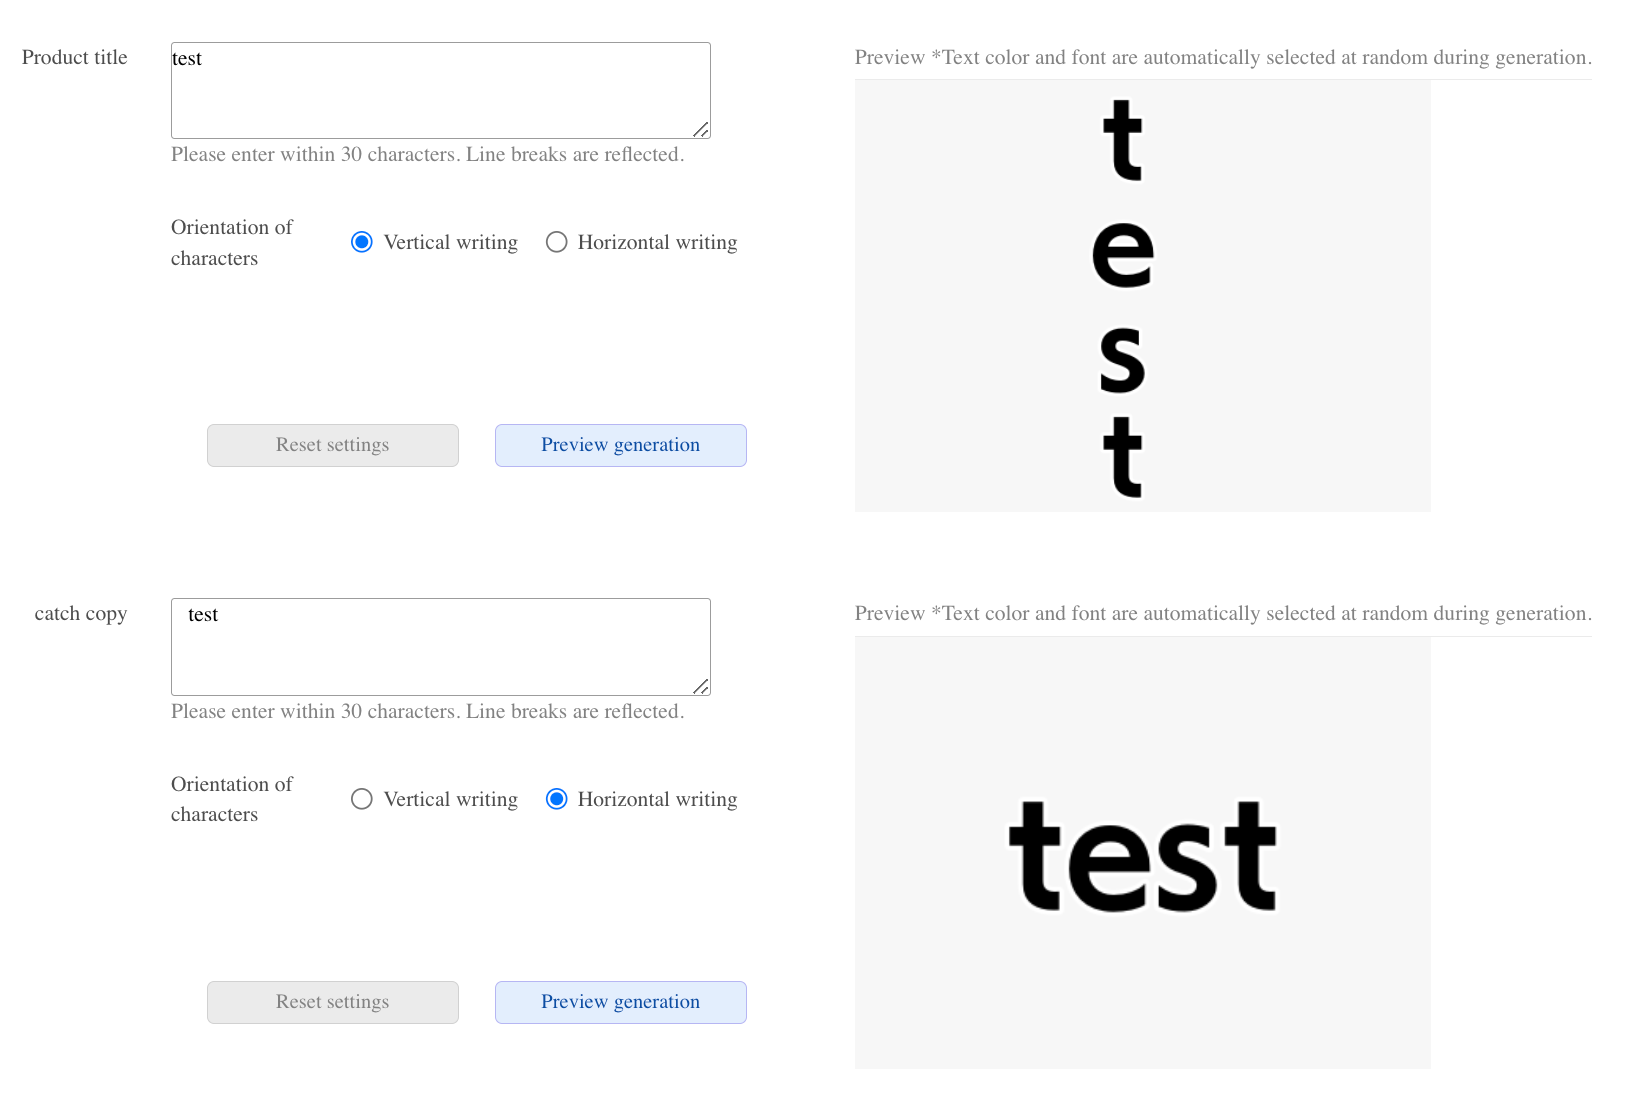 Product title
test
Please enter within 30 characters. Line breaks are reflected.
Orientation of
characters
Vertical writing
Horizontal writing
Reset settings
Preview generation
Preview *Text color and font are automatically selected at random during generation.
t
e
s
t
catch copy
test
Please enter within 30 characters. Line breaks are reflected.
Orientation of
characters
Vertical writing
Horizontal writing
Reset settings
Preview generation
Preview *Text color and font are automatically selected at random during generation.
test